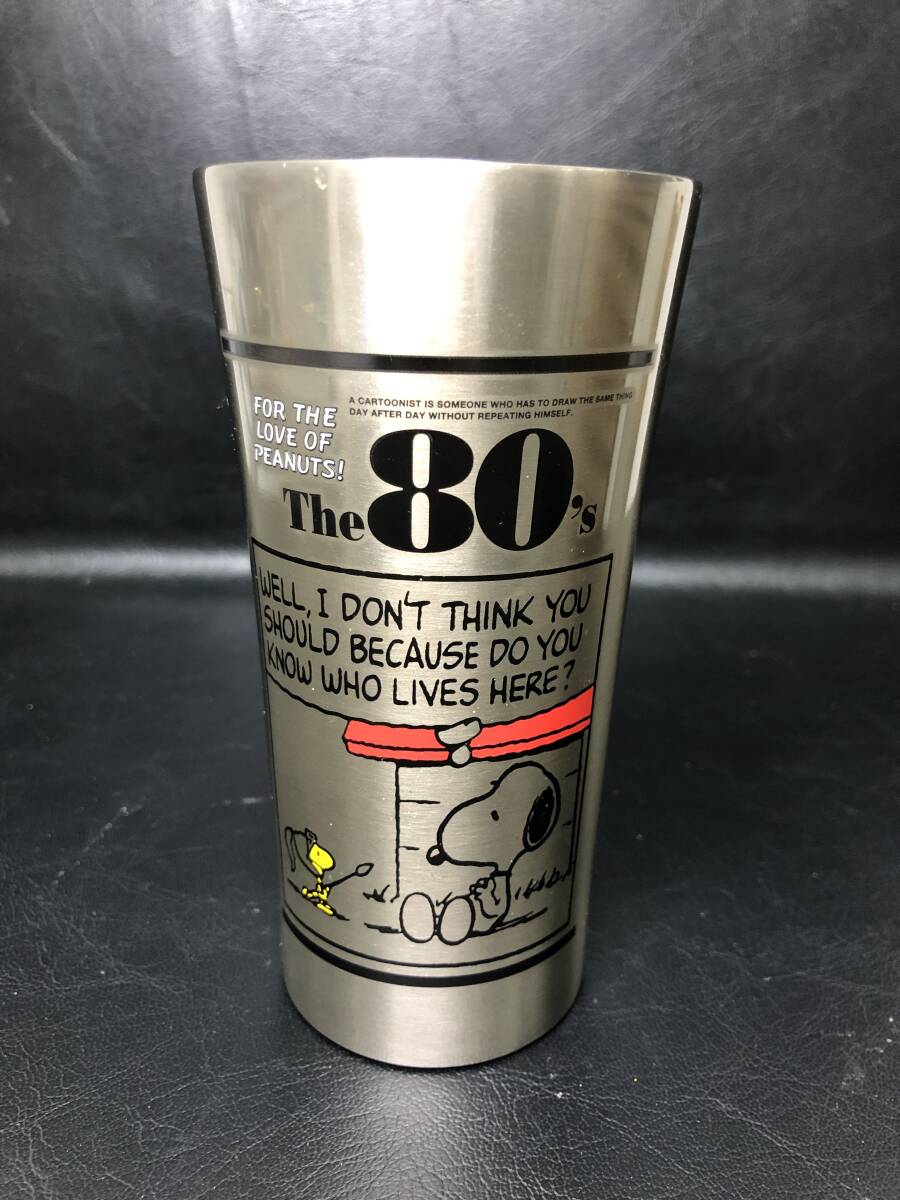 FOR THE
LOVE OF
PEANUTS!
A CARTOONIST IS SOMEONE WHO HAS TO DRAW THE SAME THING
DAY AFTER DAY WITHOUT REPEATING HIMSELF.
The 80's
WELL, I DON'T THINK YOU
SHOULD BECAUSE DO YOU
KNOW WHO LIVES HERE?